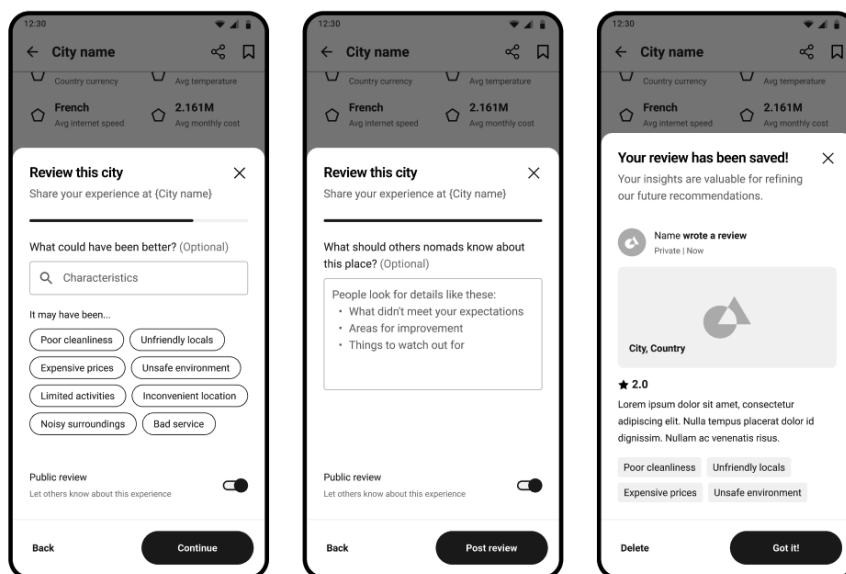 12:30
City name
Country currency
Avg temperature
French
Avg internet speed
2.161M
Avg monthly cost
Review this city
Share your experience at {City name}
What could have been better? (Optional)
Characteristics
It may have been...
Poor cleanliness
Unfriendly locals
Expensive prices
Unsafe environment
Limited activities
Inconvenient location
Noisy surroundings
Bad service
Public review
Let others know about this experience
Back
Continue
12:30
City name
Country currency
Avg temperature
French
Avg internet speed
2.161M
Avg monthly cost
Review this city
Share your experience at {City name}
What should others nomads know about
this place? (Optional)
People look for details like these:
• What didn't meet your expectations
• Areas for improvement
• Things to watch out for
Public review
Let others know about this experience
Back
Post review
12:30
City name
Country currency
Avg temperature
French
Avg internet speed
2.161M
Avg monthly cost
Your review has been saved!
Your insights are valuable for refining
our future recommendations.
Name wrote a review
Private | Now
City, Country
2.0
Lorem ipsum dolor sit amet, consectetur
adipiscing elit. Nulla tempus placerat dolor id
dignissim. Nullam ac venenatis risus.
Poor cleanliness
Unfriendly locals
Expensive prices
Unsafe environment
Delete
Got it!